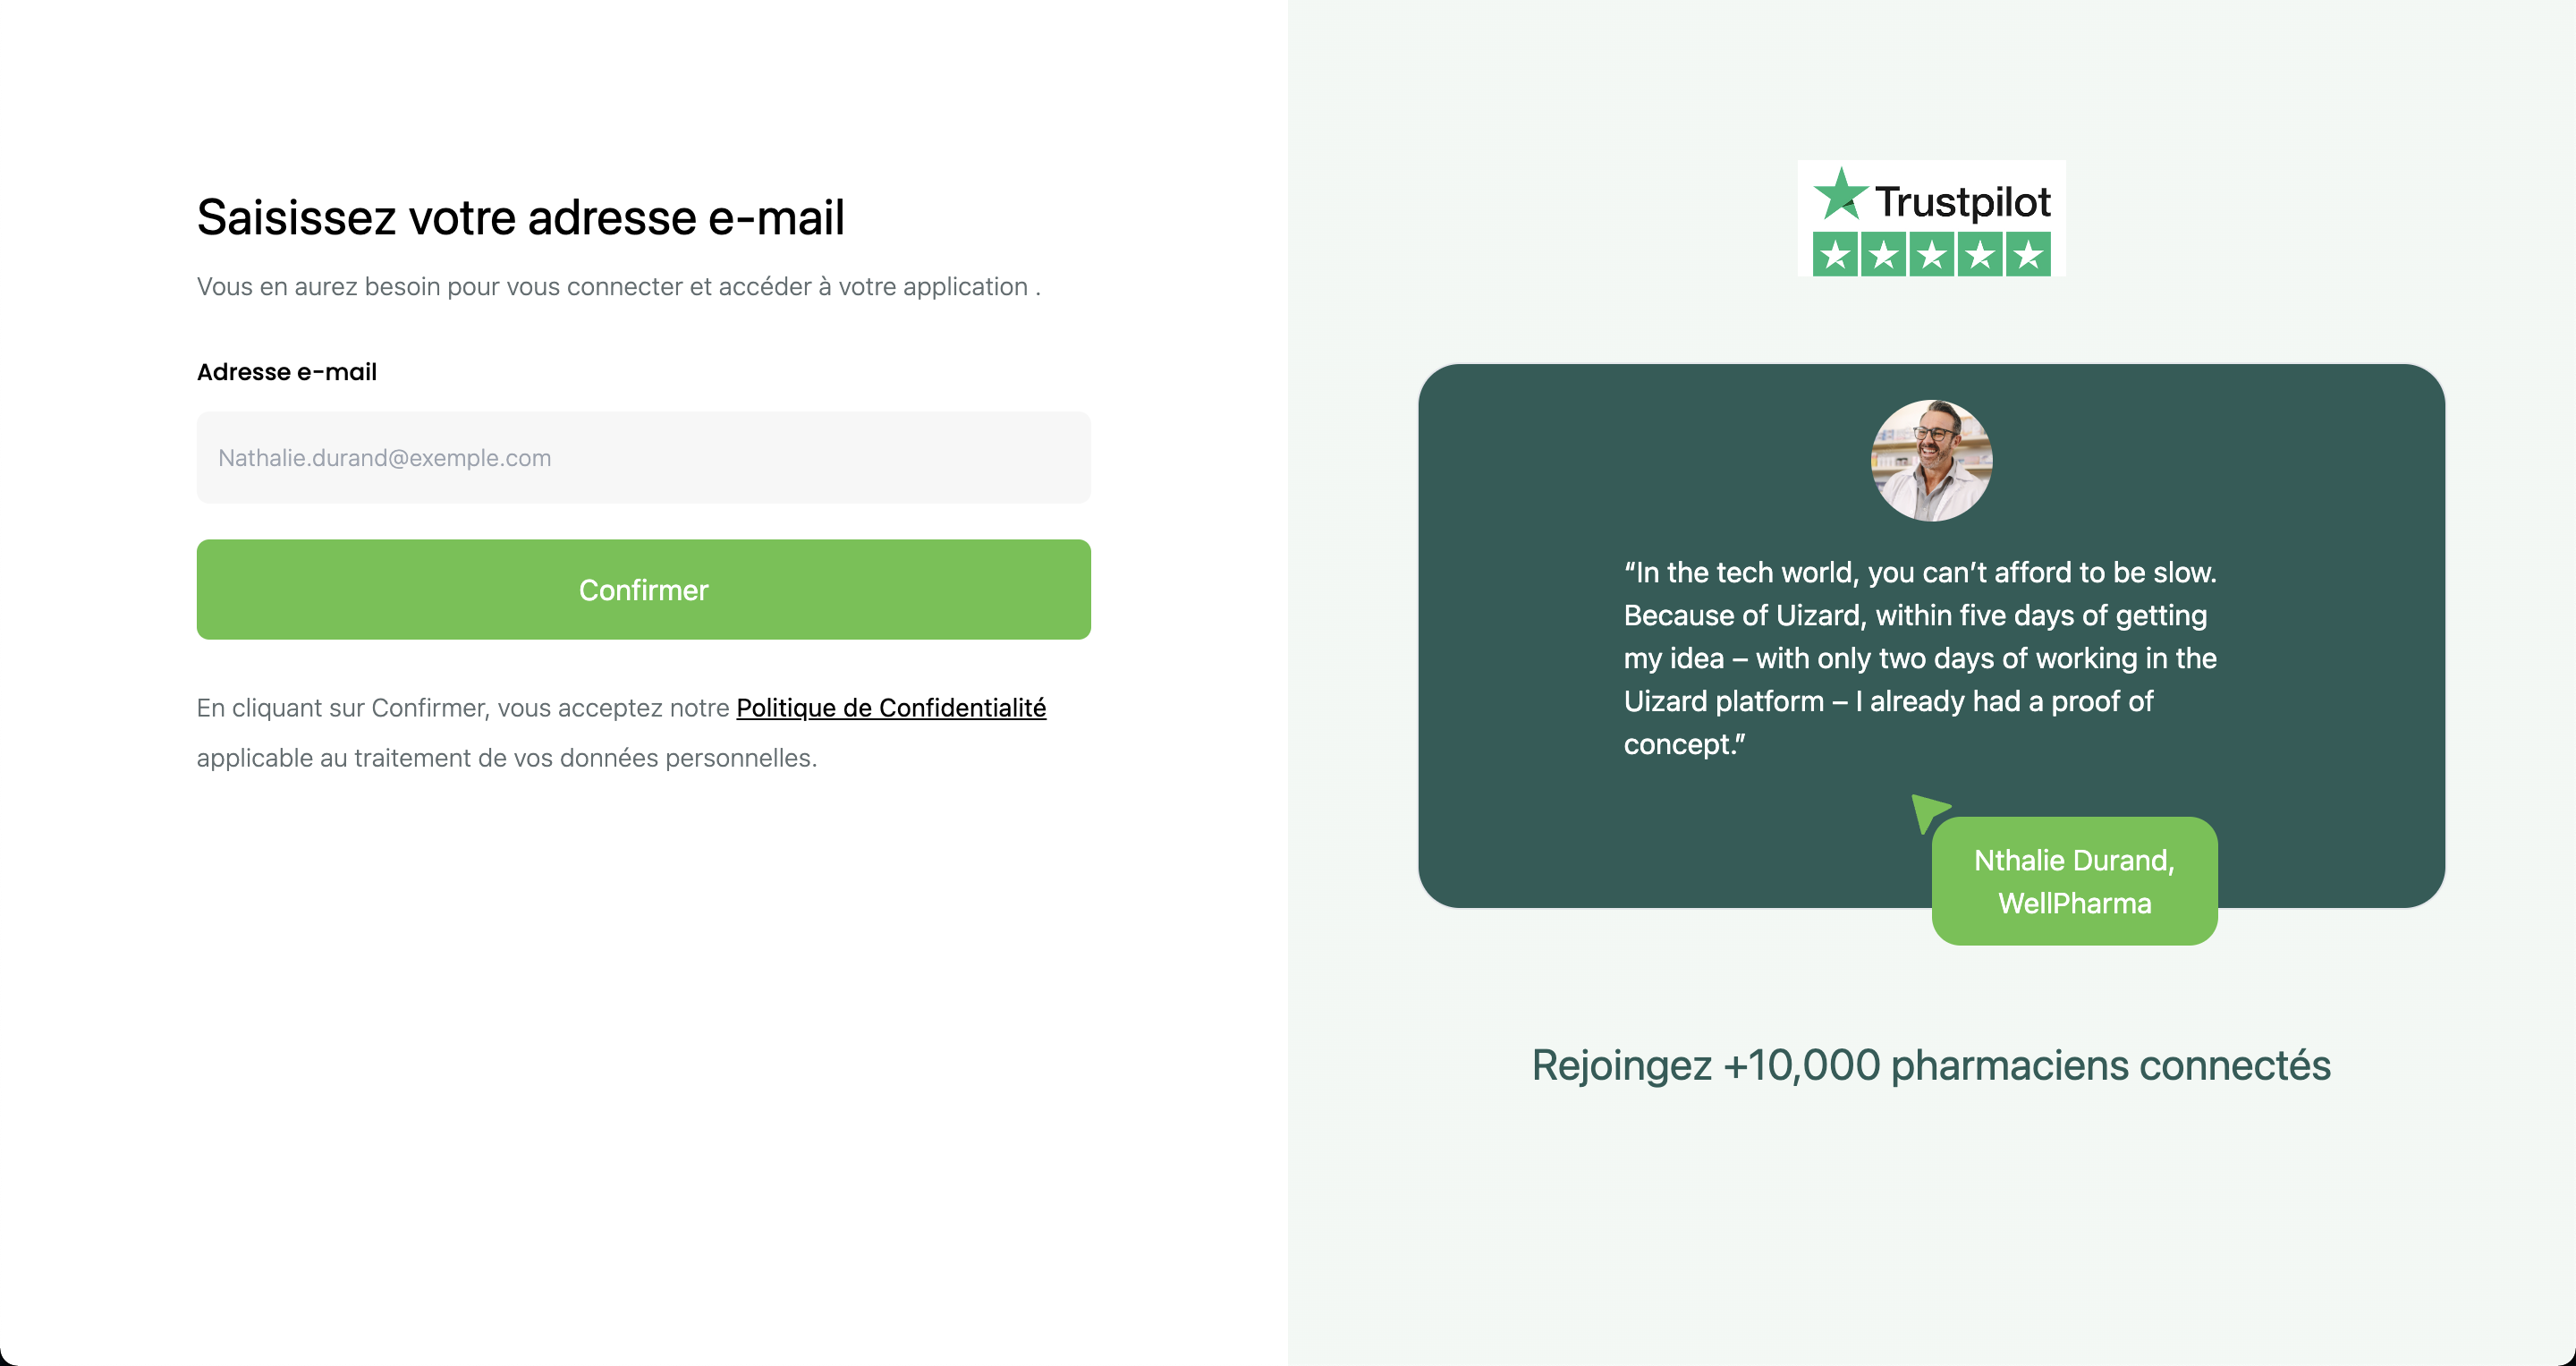 Saisissez votre adresse e-mail
Vous en aurez besoin pour vous connecter et accéder à votre application .
Adresse e-mail
Nathalie.durand@exemple.com
Confirmer
En cliquant sur Confirmer, vous acceptez notre Politique de Confidentialité
applicable au traitement de vos données personnelles.
Trustpilot
“In the tech world, you can’t afford to be slow.
Because of Uizard, within five days of getting
my idea – with only two days of working in the
Uizard platform – I already had a proof of
concept.”
Nthalie Durand,
WellPharma
Rejoingez +10,000 pharmaciens connectés